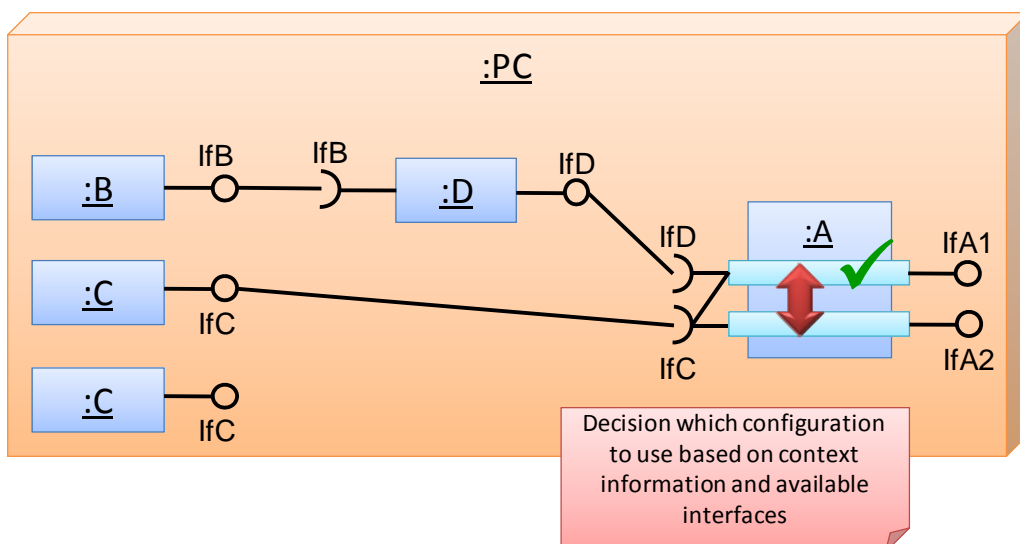 :PC
IfB
IfB
IfD
:B
:D
IfD
:A
IfA1
:C
IfC
IfC
IfA2
:C
IfC
Decision which configuration
to use based on context
information and available
interfaces